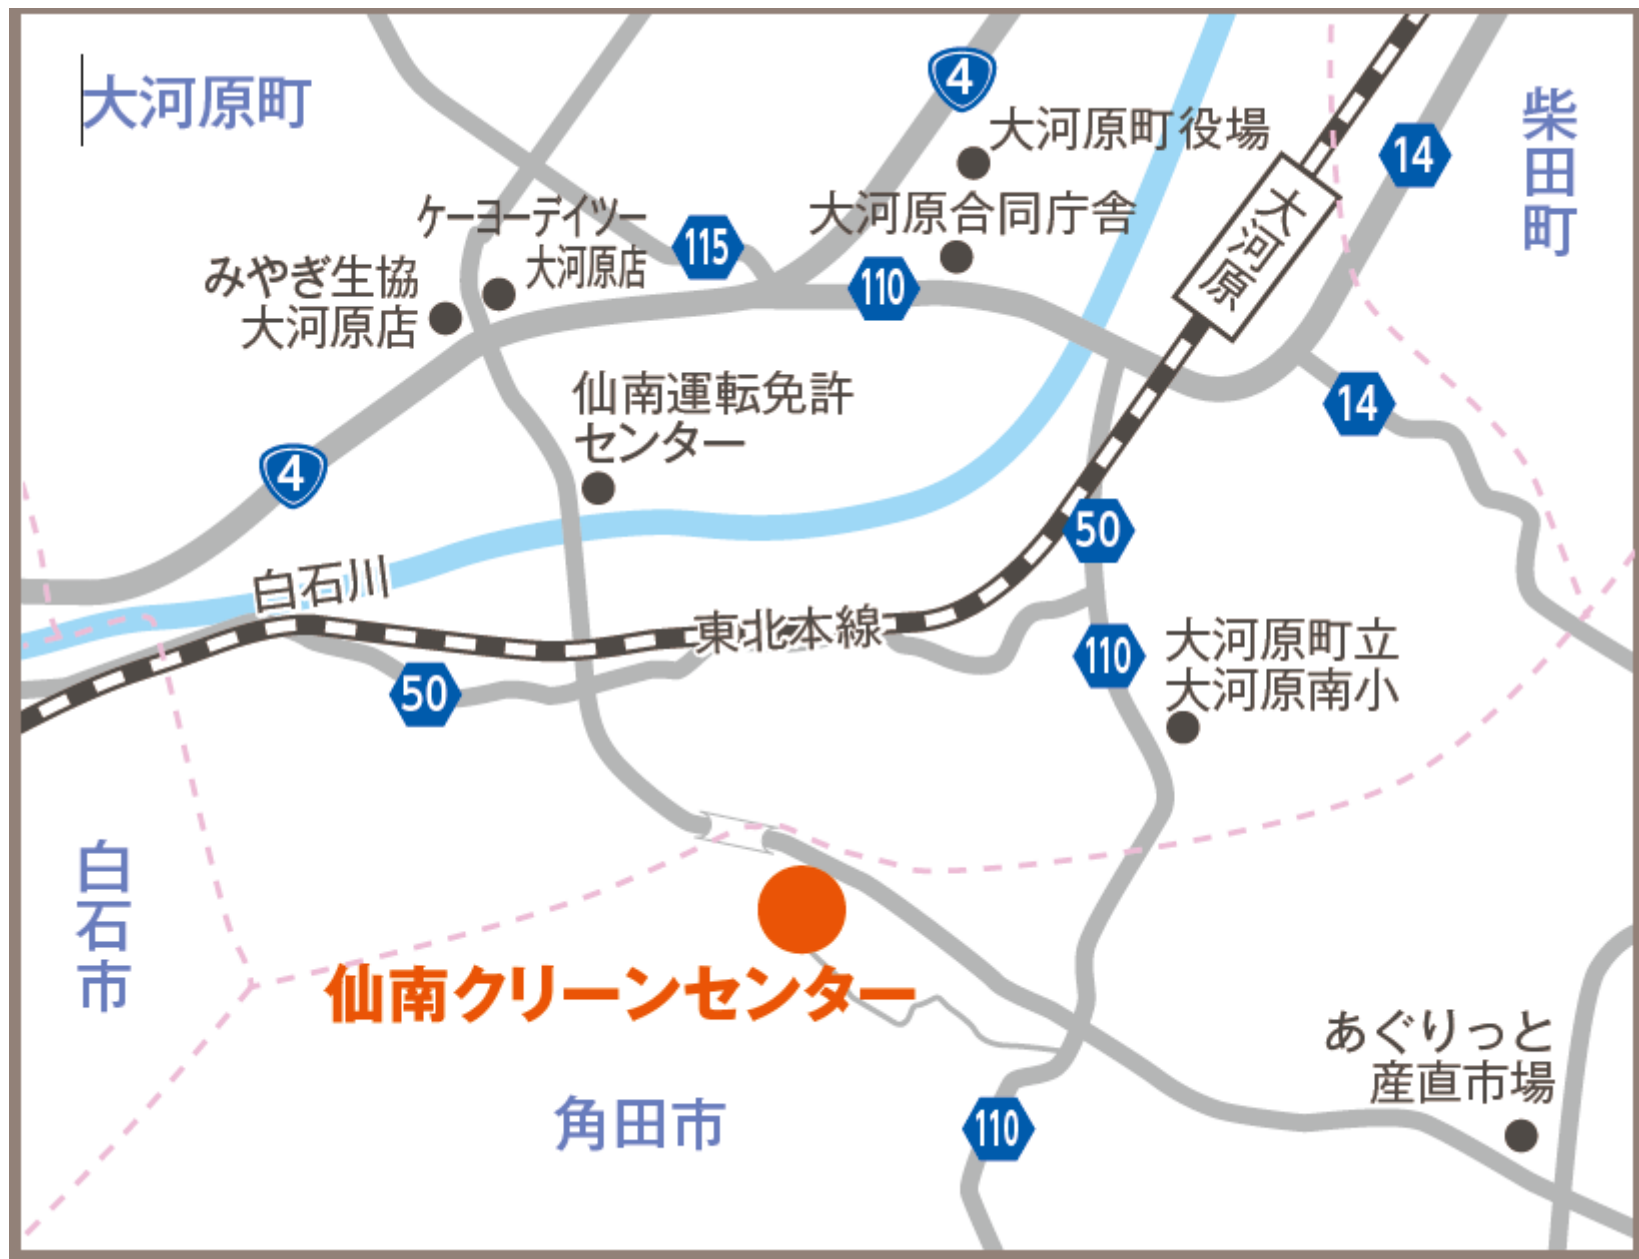 大河原町
4
大河原町役場
14
柴田町
ケーヨーデイツー
大河原店
115
大河原合同庁舎
大河原
みやぎ生協
大河原店
110
仙南運転免許
センター
14
4
50
白石川
東北本線
110
大河原町立
大河原南小
50
白石市
仙南クリーンセンター
あぐりっと
産直市場
角田市
110